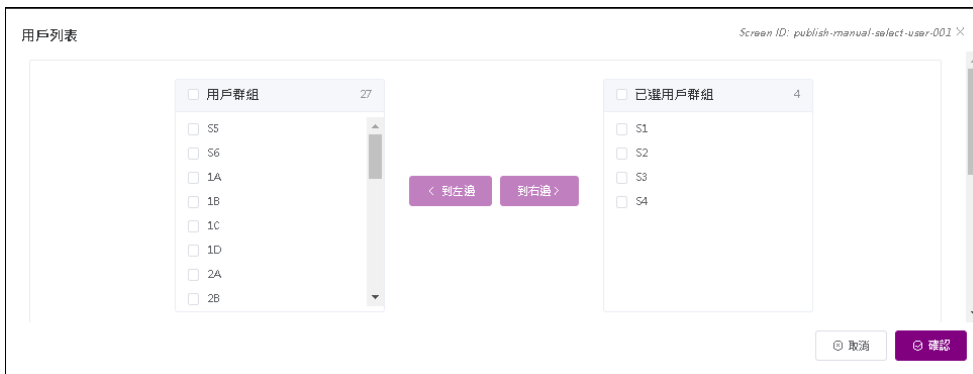 用戶列表
Screen ID: publish-manual-select-user-001
用戶群組 27
S5
S6
1A
1B
1C
1D
2A
2B
< 到左邊
到右邊 >
已選用戶群組 4
S1
S2
S3
S4
取消
確認